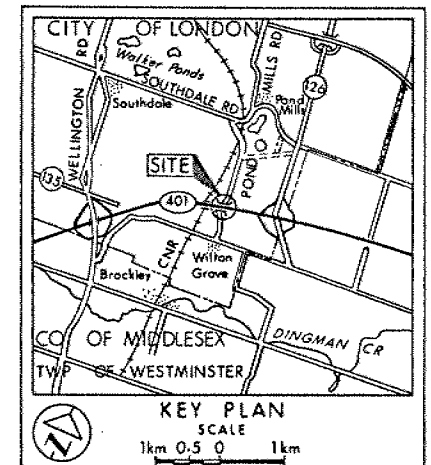 CITY OF LONDON
RD
Walker Ponds
MILLS RD
126
SOUTHDALE RD
Southdale
Pond Mills
WELLINGTON
POND
SITE
135
401
CNR
Wilton Grove
Brockley
CO OF MIDDLESEX
DINGMAN CR
TWP OF WESTMINSTER
N
KEY PLAN
SCALE
1km 0.5 0 1km